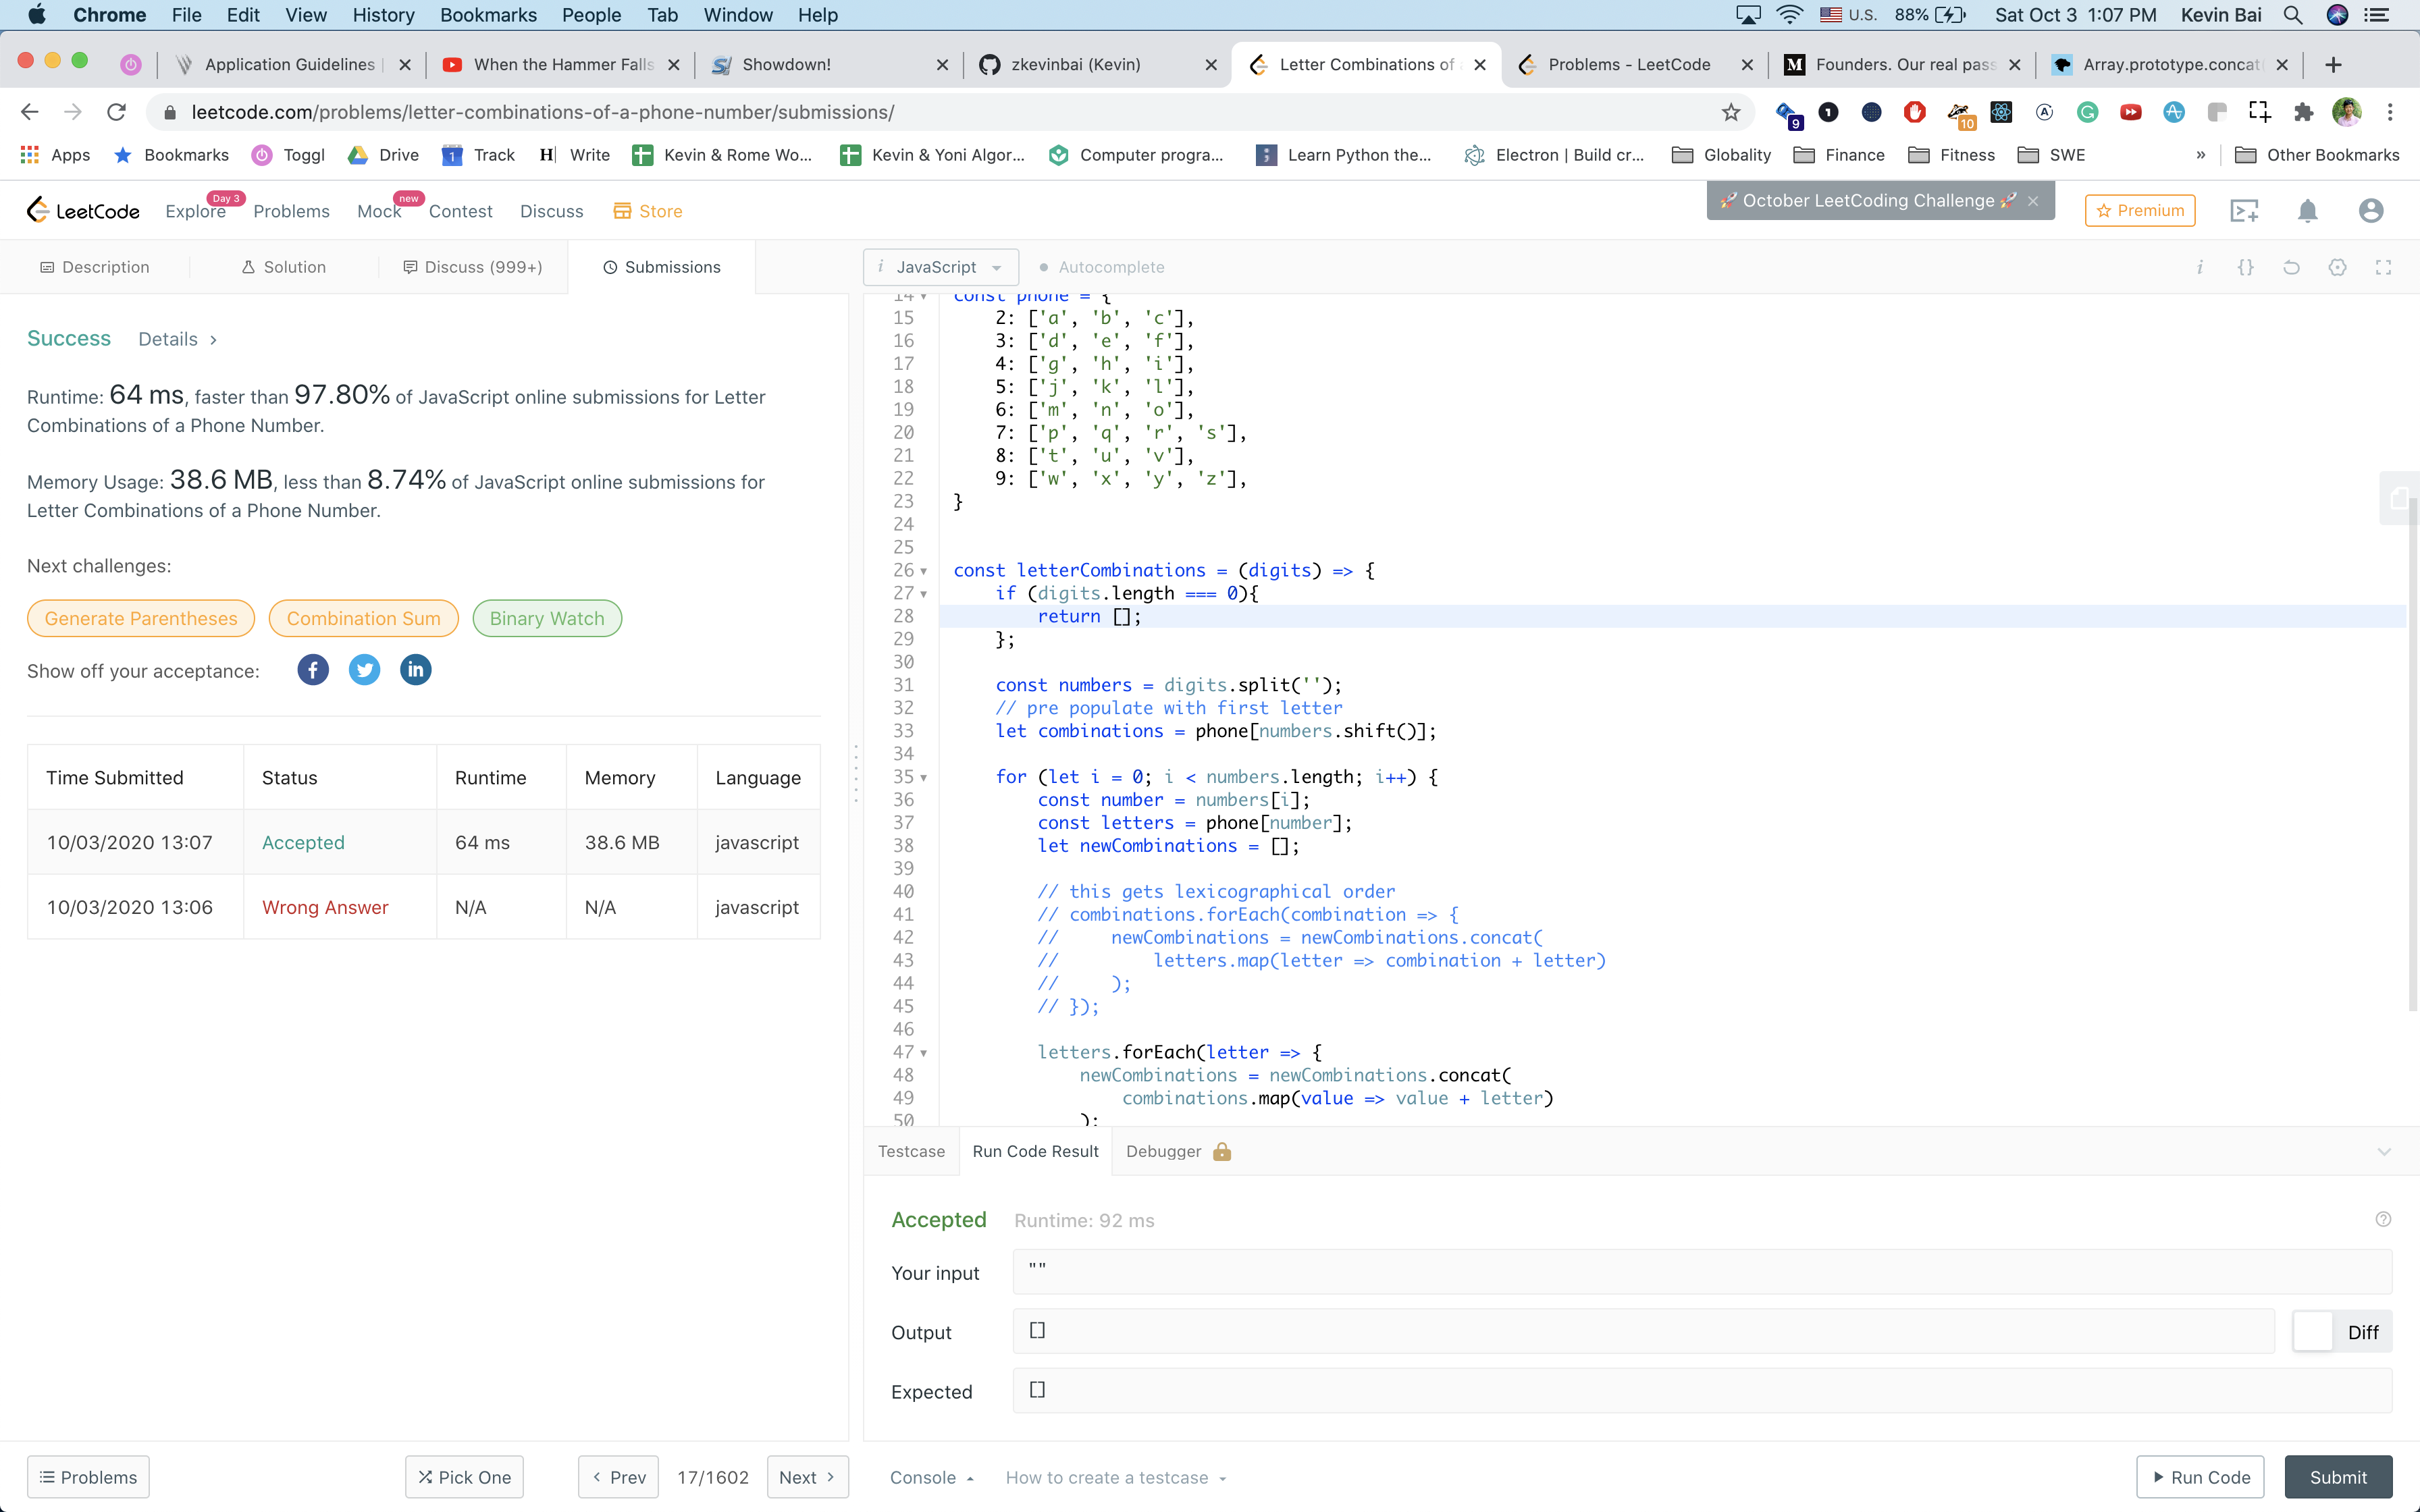 Chrome File Edit View History Bookmarks People Tab Window Help U.S. 88% Sat Oct 3 1:07 PM Kevin Bai
Application Guidelines When the Hammer Falls Showdown! zkevinbai (Kevin) Letter Combinations of Problems - LeetCode Founders. Our real pass Array.prototype.concat
leetcode.com/problems/letter-combinations-of-a-phone-number/submissions/ 9 10
Apps Bookmarks Toggl Drive Track Write Kevin & Rome Wo... Kevin & Yoni Algor... Computer progra... Learn Python the... Electron | Build cr... Globality Finance Fitness SWE » Other Bookmarks
LeetCode Explore Day 3 Problems Mock new Contest Discuss Store 🚀 October LeetCoding Challenge 🚀 Premium
Description Solution Discuss (999+) Submissions
i JavaScript Autocomplete
Success Details >
Runtime: 64 ms, faster than 97.80% of JavaScript online submissions for Letter
Combinations of a Phone Number.
Memory Usage: 38.6 MB, less than 8.74% of JavaScript online submissions for
Letter Combinations of a Phone Number.
Next challenges:
Generate Parentheses Combination Sum Binary Watch
Show off your acceptance:
Time Submitted Status Runtime Memory Language
10/03/2020 13:07 Accepted 64 ms 38.6 MB javascript
10/03/2020 13:06 Wrong Answer N/A N/A javascript
14 const phone = {
15 2: ['a', 'b', 'c'],
16 3: ['d', 'e', 'f'],
17 4: ['g', 'h', 'i'],
18 5: ['j', 'k', 'l'],
19 6: ['m', 'n', 'o'],
20 7: ['p', 'q', 'r', 's'],
21 8: ['t', 'u', 'v'],
22 9: ['w', 'x', 'y', 'z'],
23 }
24
25
26 const letterCombinations = (digits) => {
27 if (digits.length === 0){
28 return [];
29 };
30
31 const numbers = digits.split('');
32 // pre populate with first letter
33 let combinations = phone[numbers.shift()];
34
35 for (let i = 0; i < numbers.length; i++) {
36 const number = numbers[i];
37 const letters = phone[number];
38 let newCombinations = [];
39
40 // this gets lexicographical order
41 // combinations.forEach(combination => {
42 // newCombinations = newCombinations.concat(
43 // letters.map(letter => combination + letter)
44 // );
45 // });
46
47 letters.forEach(letter => {
48 newCombinations = newCombinations.concat(
49 combinations.map(value => value + letter)
50 );
Testcase Run Code Result Debugger
Accepted Runtime: 92 ms
Your input ""
Output [] Diff
Expected []
Problems Pick One < Prev 17/1602 Next > Console How to create a testcase Run Code Submit